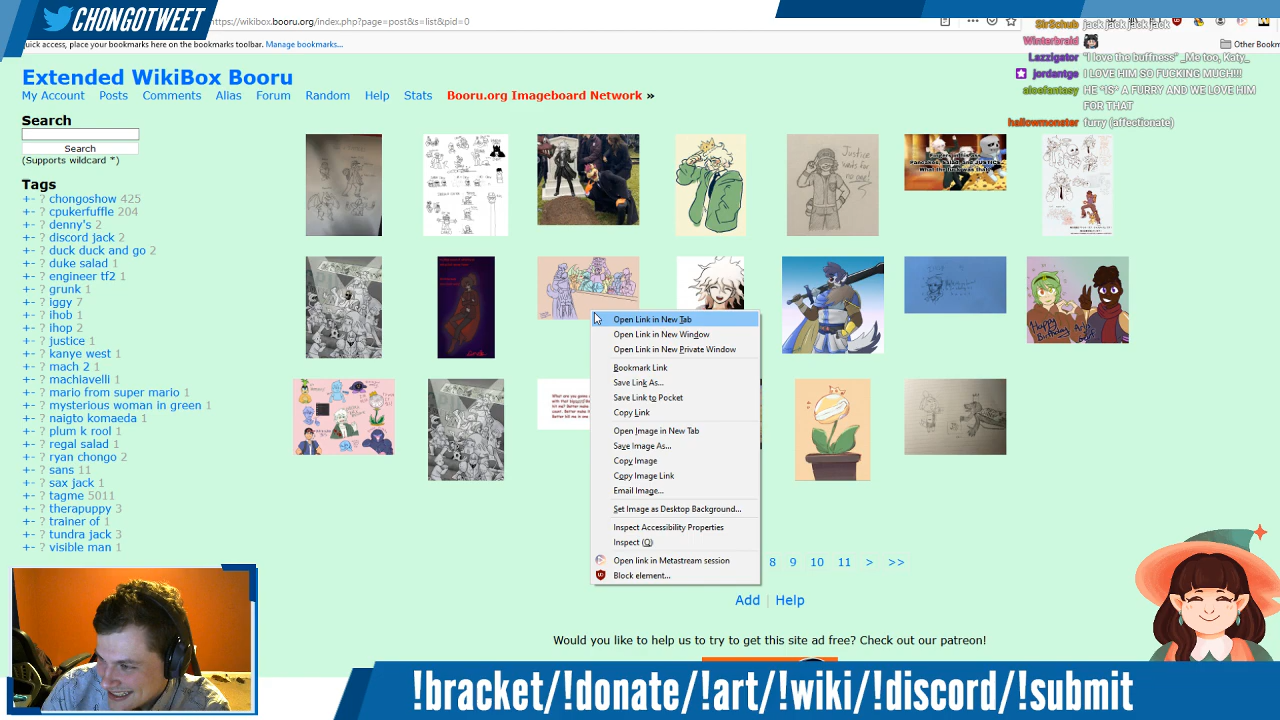 CHONGOTWEET
https://wikibox.booru.org/index.php?page=post&s=list&pid=0
quick access, place your bookmarks here on the bookmarks toolbar. Manage bookmarks...
Other Bookm
SirSchub jack jack jack jack
Winterbraid
Lazzigator "I love the buffness" _Me too, Katy_
jordantge I LOVE HIM SO FUCKING MUCH!!!
aloefantasy HE *IS* A FURRY AND WE LOVE HIM
FOR THAT
hallowmonster furry (affectionate)
Extended WikiBox Booru
My Account Posts Comments Alias Forum Random Help Stats Booru.org Imageboard Network »
Search
Search
(Supports wildcard *)
Tags
+- ? chongoshow 425
+- ? cpukerfuffle 204
+- ? denny's 2
+- ? discord jack 2
+- ? duck duck and go 2
+- ? duke salad 1
+- ? engineer tf2 1
+- ? grunk 1
+- ? iggy 7
+- ? ihob 1
+- ? ihop 2
+- ? justice 1
+- ? kanye west 1
+- ? mach 2 1
+- ? machiavelli 1
+- ? mario from super mario 1
+- ? mysterious woman in green 1
+- ? naigto komaeda 1
+- ? plum k rool 1
+- ? regal salad 1
+- ? ryan chongo 2
+- ? sans 11
+- ? sax jack 1
+- ? tagme 5011
+- ? therapuppy 3
+- ? trainer of 1
+- ? tundra jack 3
+- ? visible man 1
Justice
Happy Birthday
Open Link in New Tab
Open Link in New Window
Open Link in New Private Window
Bookmark Link
Save Link As...
Save Link to Pocket
Copy Link
Open Image in New Tab
Save Image As...
Copy Image
Copy Image Link
Email Image...
Set Image as Desktop Background...
Inspect Accessibility Properties
Inspect (Q)
Open link in Metastream session
Block element...
8 9 10 11 > >>
Add | Help
Would you like to help us to try to get this site ad free? Check out our patreon!
!bracket/!donate/!art/!wiki/!discord/!submit